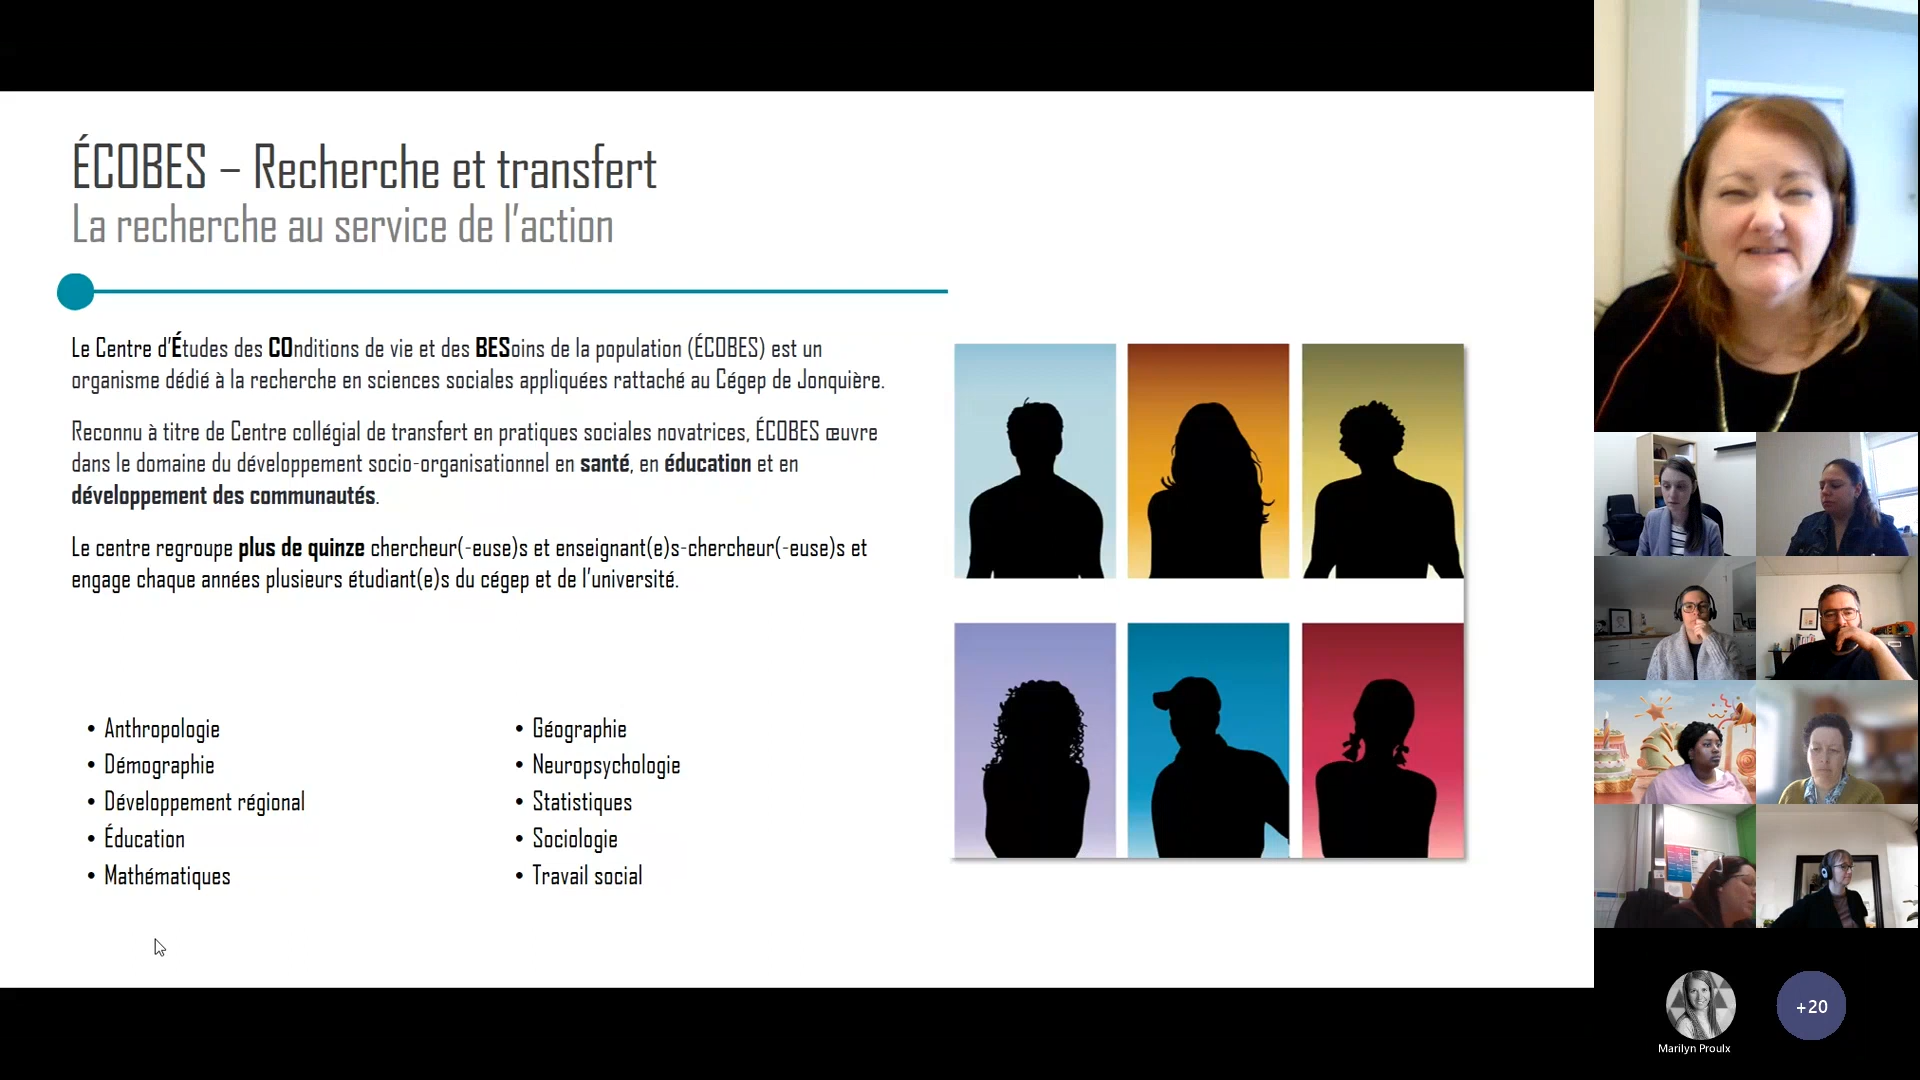 ÉCOBES – Recherche et transfert
La recherche au service de l'action
Le Centre d'Études des COnditions de vie et des BESoins de la population (ÉCOBES) est un
organisme dédié à la recherche en sciences sociales appliquées rattaché au Cégep de Jonquière.
Reconnu à titre de Centre collégial de transfert en pratiques sociales novatrices, ÉCOBES œuvre
dans le domaine du développement socio-organisationnel en santé, en éducation et en
développement des communautés.
Le centre regroupe plus de quinze chercheur(-euse)s et enseignant(e)s-chercheur(-euse)s et
engage chaque années plusieurs étudiant(e)s du cégep et de l'université.
• Anthropologie
• Démographie
• Développement régional
• Éducation
• Mathématiques
• Géographie
• Neuropsychologie
• Statistiques
• Sociologie
• Travail social
+20
Marilyn Proulx